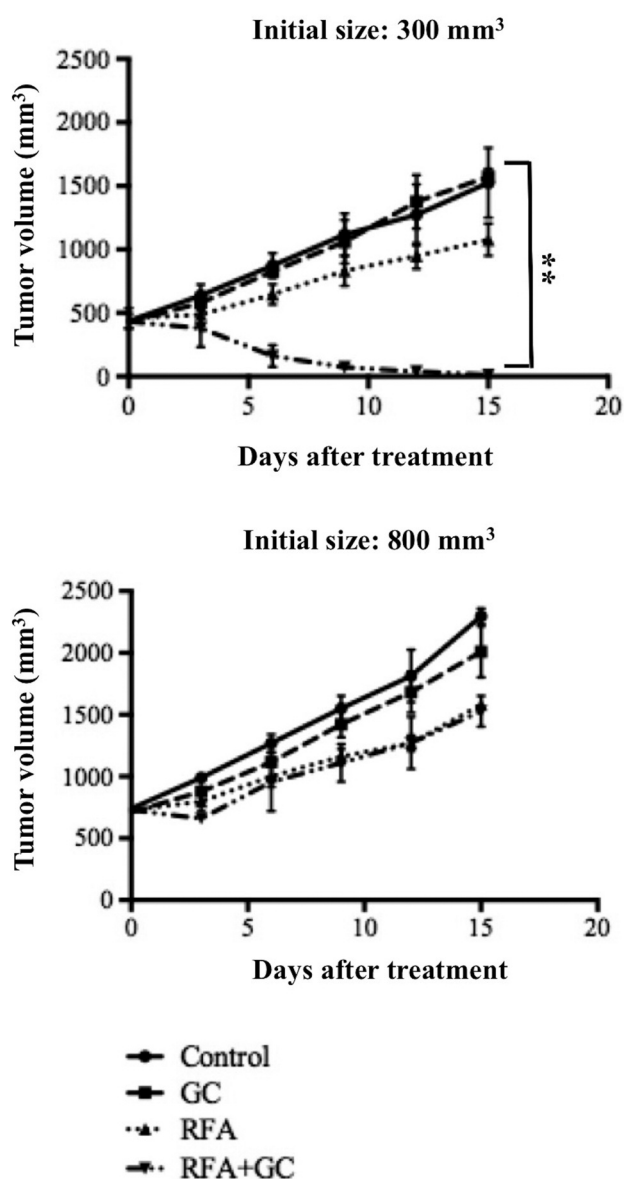 Initial size: 300 mm³
Tumor volume (mm³)
2500
2000
1500
1000
500
0
**
0 5 10 15 20
Days after treatment
Initial size: 800 mm³
Tumor volume (mm³)
2500
2000
1500
1000
500
0
0 5 10 15 20
Days after treatment
Control
GC
RFA
RFA+GC